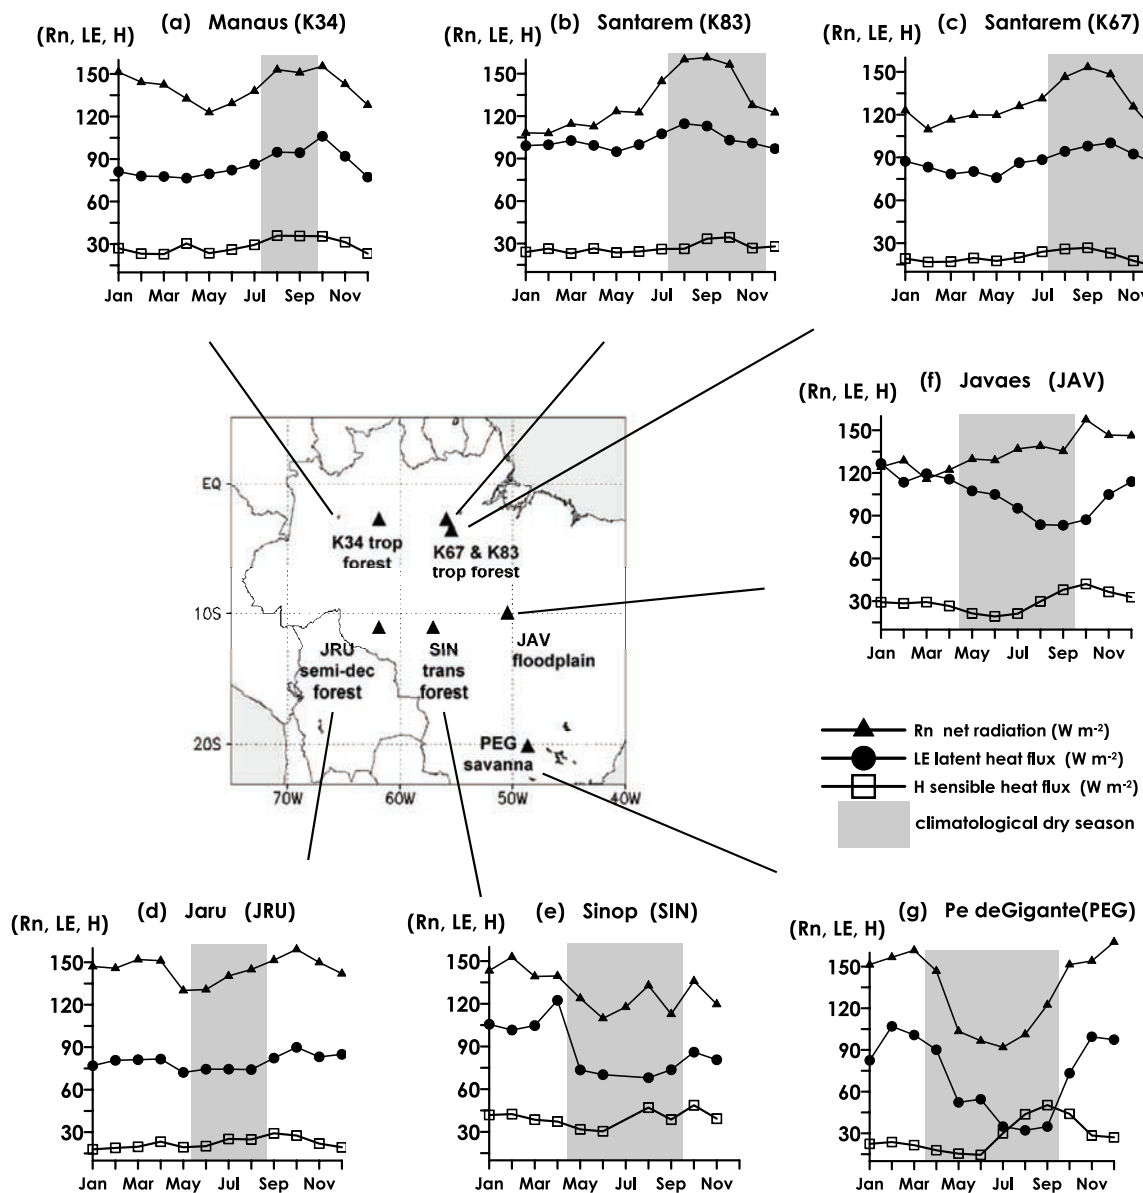 (a) Manaus (K34)
(Rn, LE, H)
150
120
90
60
30
Jan Mar May Jul Sep Nov
(b) Santarem (K83)
(Rn, LE, H)
150
120
90
60
30
Jan Mar May Jul Sep Nov
(c) Santarem (K67)
(Rn, LE, H)
150
120
90
60
30
Jan Mar May Jul Sep Nov
EQ
10S
20S
70W 60W 50W 40W
K34 trop
forest
K67 & K83
trop forest
JRU
semi-dec
forest
SIN
trans
forest
JAV
floodplain
PEG
savanna
(f) Javaes (JAV)
(Rn, LE, H)
150
120
90
60
30
Jan Mar May Jul Sep Nov
Rn net radiation (W m-2)
LE latent heat flux (W m-2)
H sensible heat flux (W m-2)
climatological dry season
(d) Jaru (JRU)
(Rn, LE, H)
150
120
90
60
30
Jan Mar May Jul Sep Nov
(e) Sinop (SIN)
(Rn, LE, H)
150
120
90
60
30
Jan Mar May Jul Sep Nov
(g) Pe deGigante(PEG)
(Rn, LE, H)
150
120
90
60
30
Jan Mar May Jul Sep Nov